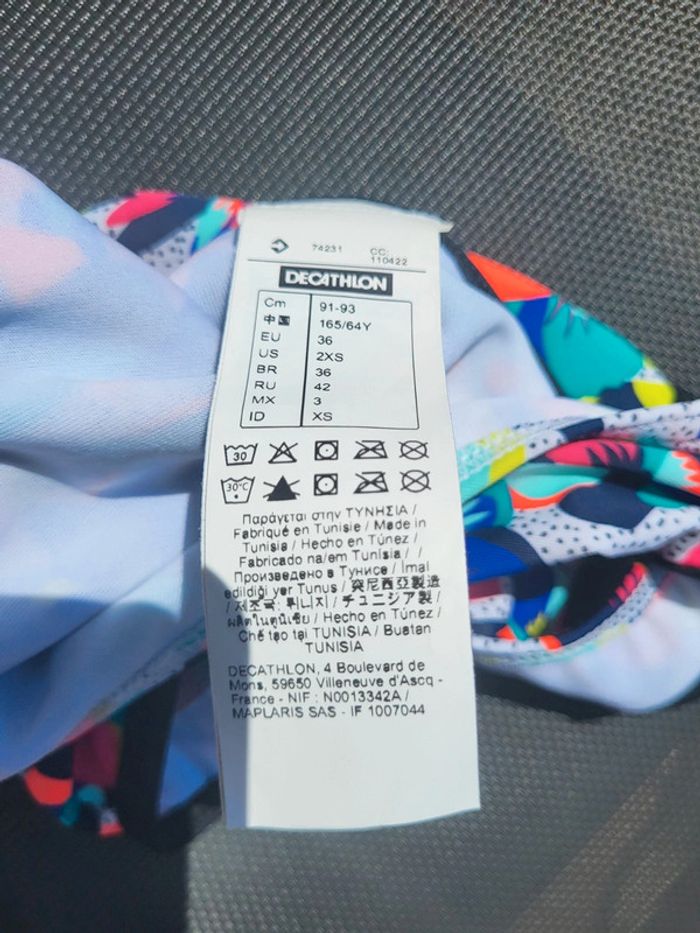 74231 CC:
110422
DECATHLON
Cm 91-93
中 165/64Y
EU 36
US 2XS
BR 36
RU 42
MX 3
ID XS
30
30°C
Παράγεται στην ΤΥΝΗΣΙΑ /
Fabriqué en Tunisie / Made in
Tunisia / Hecho en Túnez /
Fabricado na/em Tunísia / /
Произведено в Тунисе / İmal
edildiği yer Tunus / 突尼西亞製造
/ 제조국: 튀니지 / チュニジア製 /
ผลิตในตูนิเซีย / Hecho en Túnez /
Chế tạo tại TUNISIA / Buatan
TUNISIA
DECATHLON, 4 Boulevard de
Mons, 59650 Villeneuve d'Ascq -
France - NIF : N0013342A /
MAPLARIS SAS - IF 1007044